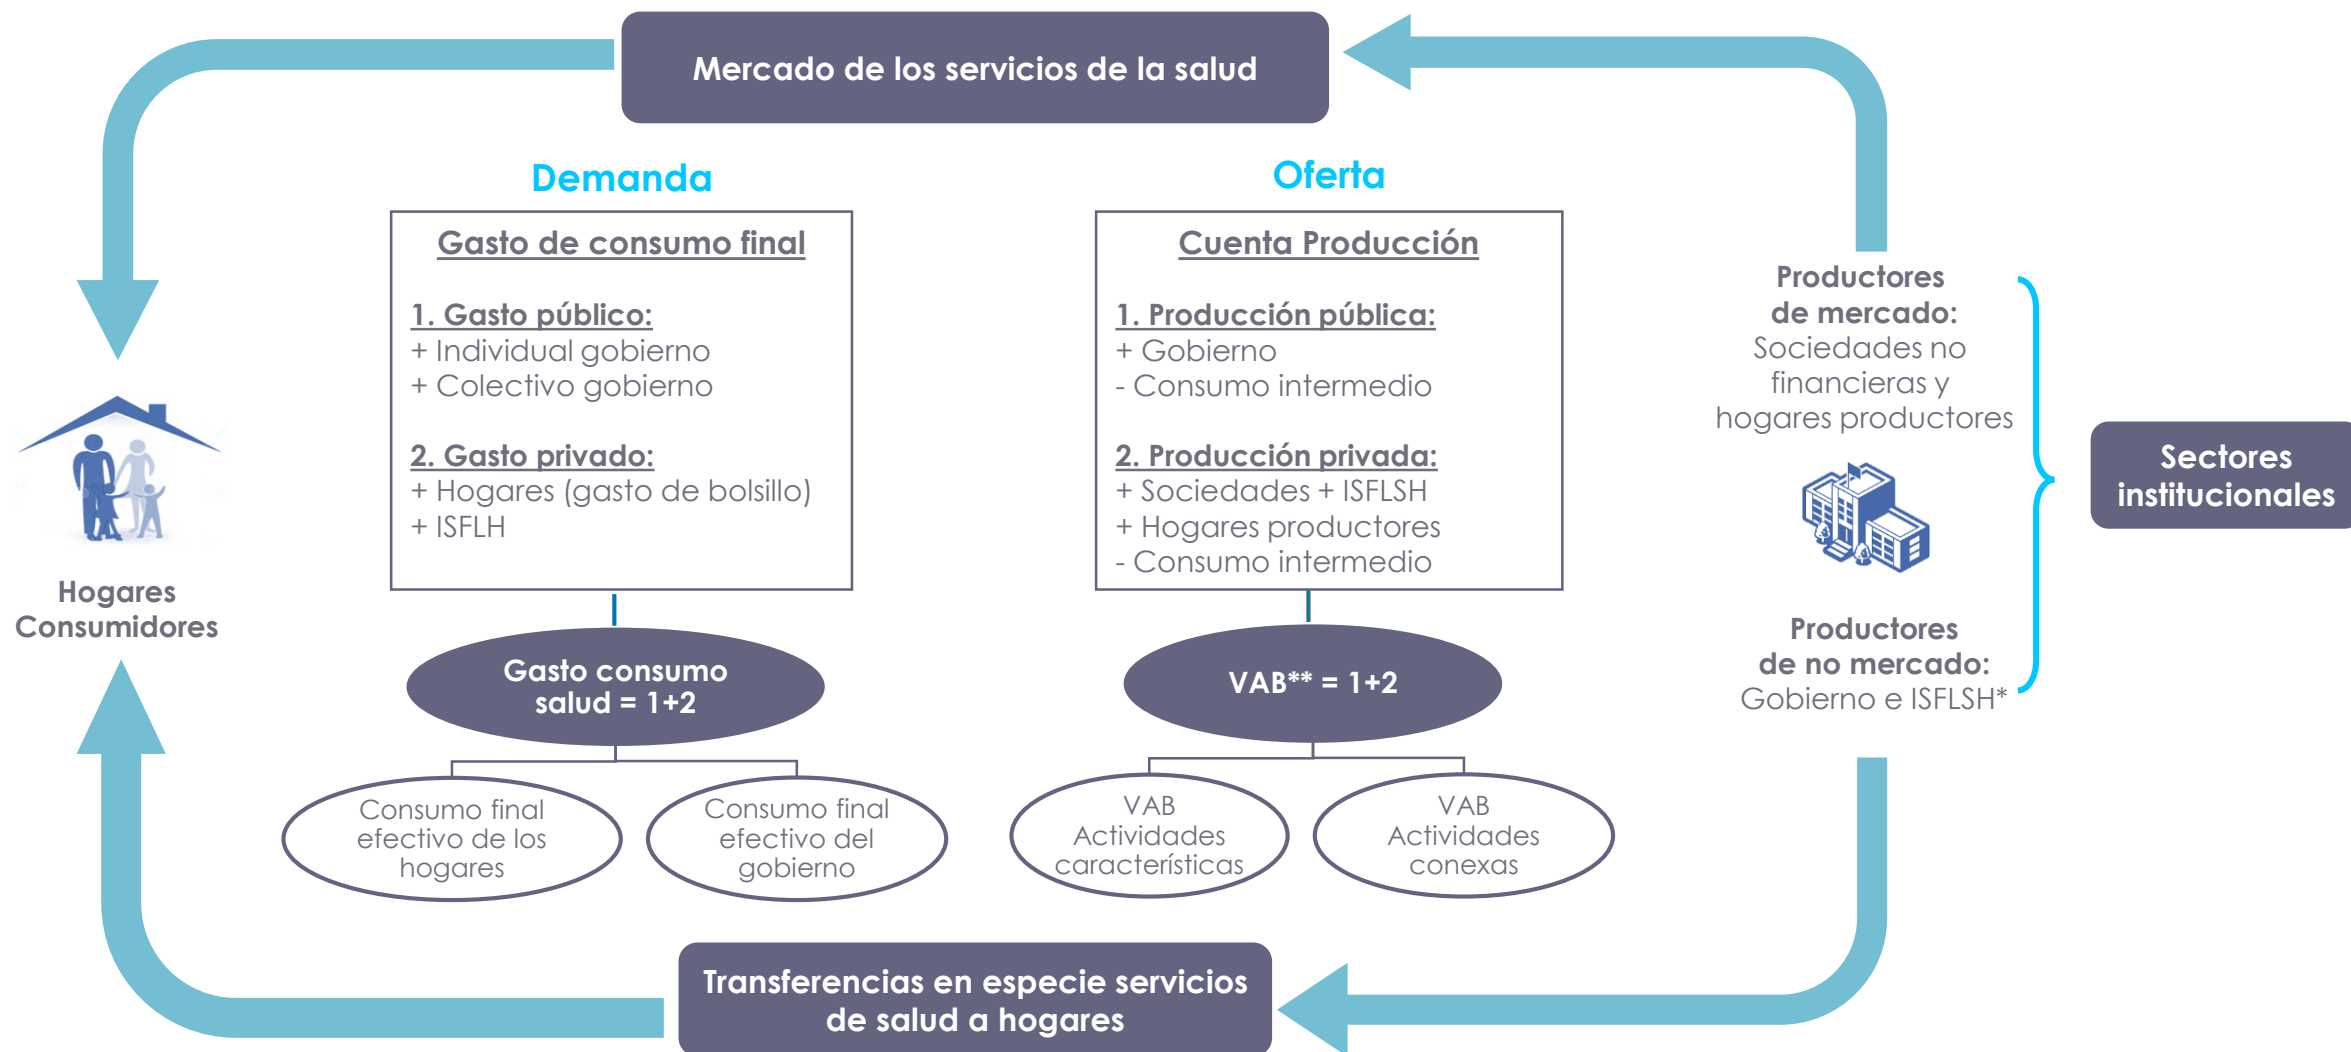 Mercado de los servicios de la salud
Demanda
Gasto de consumo final
1. Gasto público:
+ Individual gobierno
+ Colectivo gobierno
2. Gasto privado:
+ Hogares (gasto de bolsillo)
+ ISFLH
Gasto consumo
salud = 1+2
Consumo final
efectivo de los
hogares
Consumo final
efectivo del
gobierno
Oferta
Cuenta Producción
1. Producción pública:
+ Gobierno
- Consumo intermedio
2. Producción privada:
+ Sociedades + ISFLSH
+ Hogares productores
- Consumo intermedio
VAB** = 1+2
VAB
Actividades
características
VAB
Actividades
conexas
Hogares
Consumidores
Productores
de mercado:
Sociedades no
financieras y
hogares productores
Productores
de no mercado:
Gobierno e ISFLSH*
Sectores
institucionales
Transferencias en especie servicios
de salud a hogares